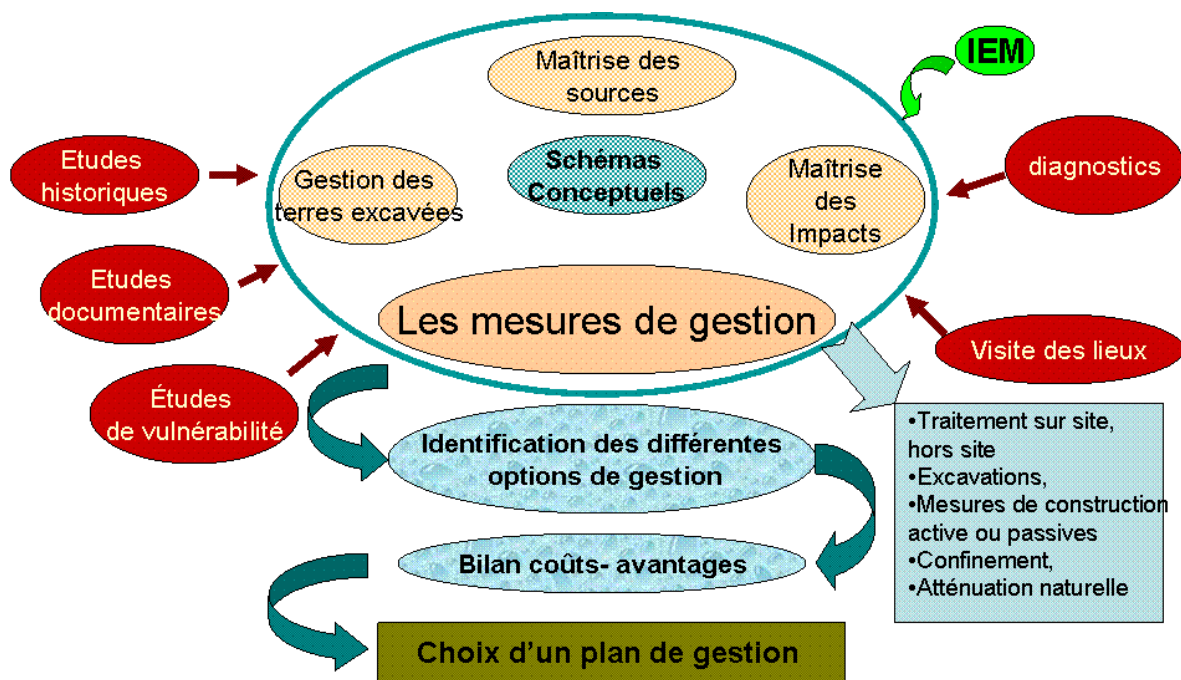 Maîtrise des
sources
IEM
Etudes
historiques
Gestion des
terres excavées
Schémas
Conceptuels
Maîtrise
des
Impacts
diagnostics
Etudes
documentaires
Les mesures de gestion
Visite des lieux
Études
de vulnérabilité
Identification des différentes
options de gestion
•Traitement sur site,
hors site
•Excavations,
•Mesures de construction
active ou passives
•Confinement,
•Atténuation naturelle
Bilan coûts- avantages
Choix d’un plan de gestion